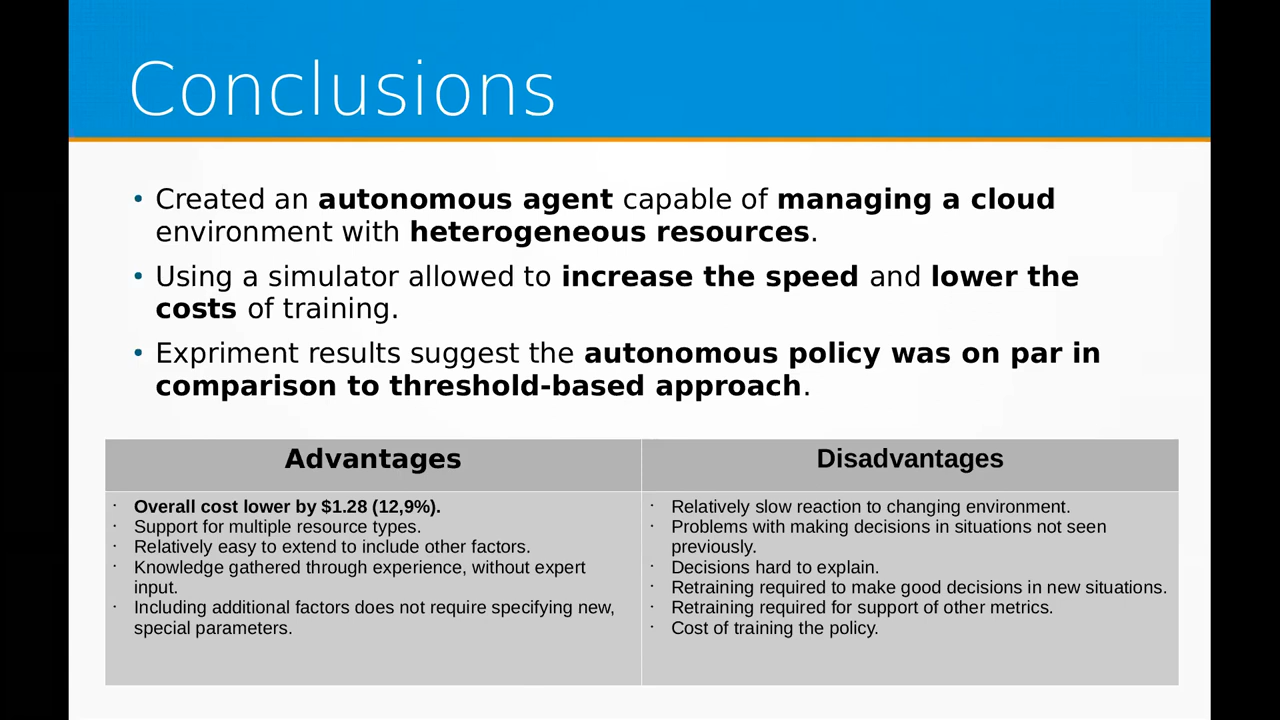 Conclusions
• Created an autonomous agent capable of managing a cloud
environment with heterogeneous resources.
• Using a simulator allowed to increase the speed and lower the
costs of training.
• Expriment results suggest the autonomous policy was on par in
comparison to threshold-based approach.
Advantages
· Overall cost lower by $1.28 (12,9%).
· Support for multiple resource types.
· Relatively easy to extend to include other factors.
· Knowledge gathered through experience, without expert
input.
· Including additional factors does not require specifying new,
special parameters.
Disadvantages
· Relatively slow reaction to changing environment.
· Problems with making decisions in situations not seen
previously.
· Decisions hard to explain.
· Retraining required to make good decisions in new situations.
· Retraining required for support of other metrics.
· Cost of training the policy.